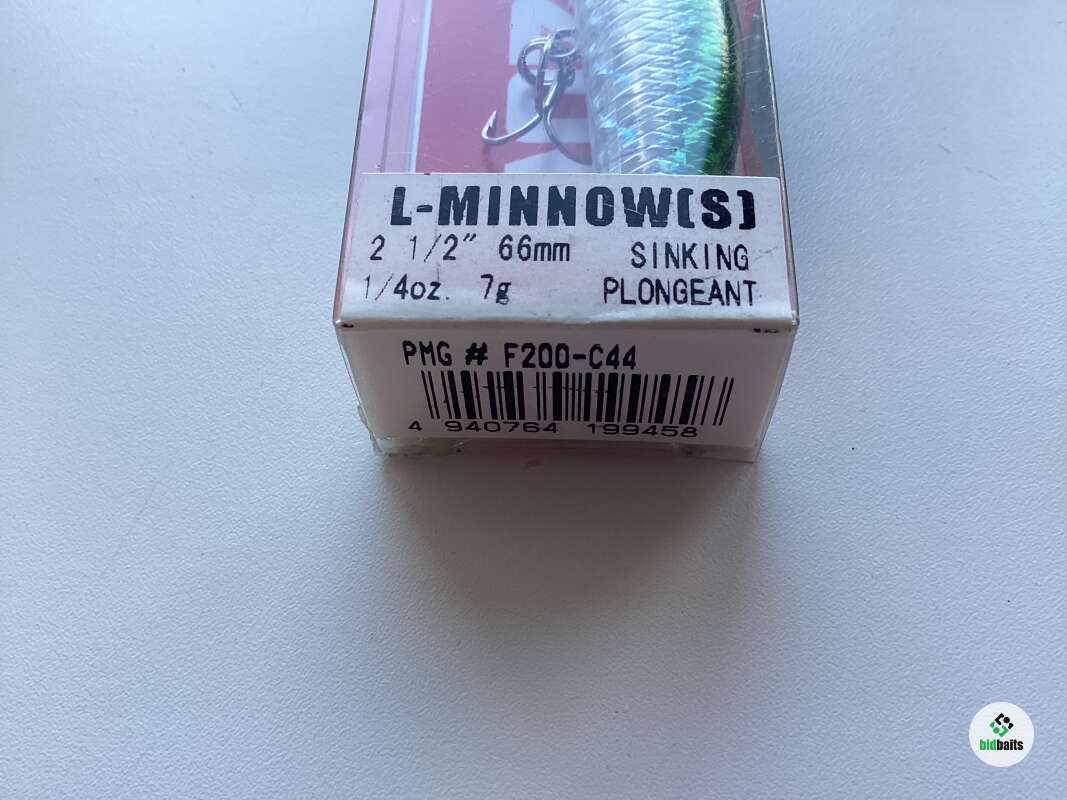 L-MINNOW(S)
2 1/2" 66mm SINKING
1/4oz. 7g PLONGEANT
PMG # F200-C44
4 940764 199458
bidbaits